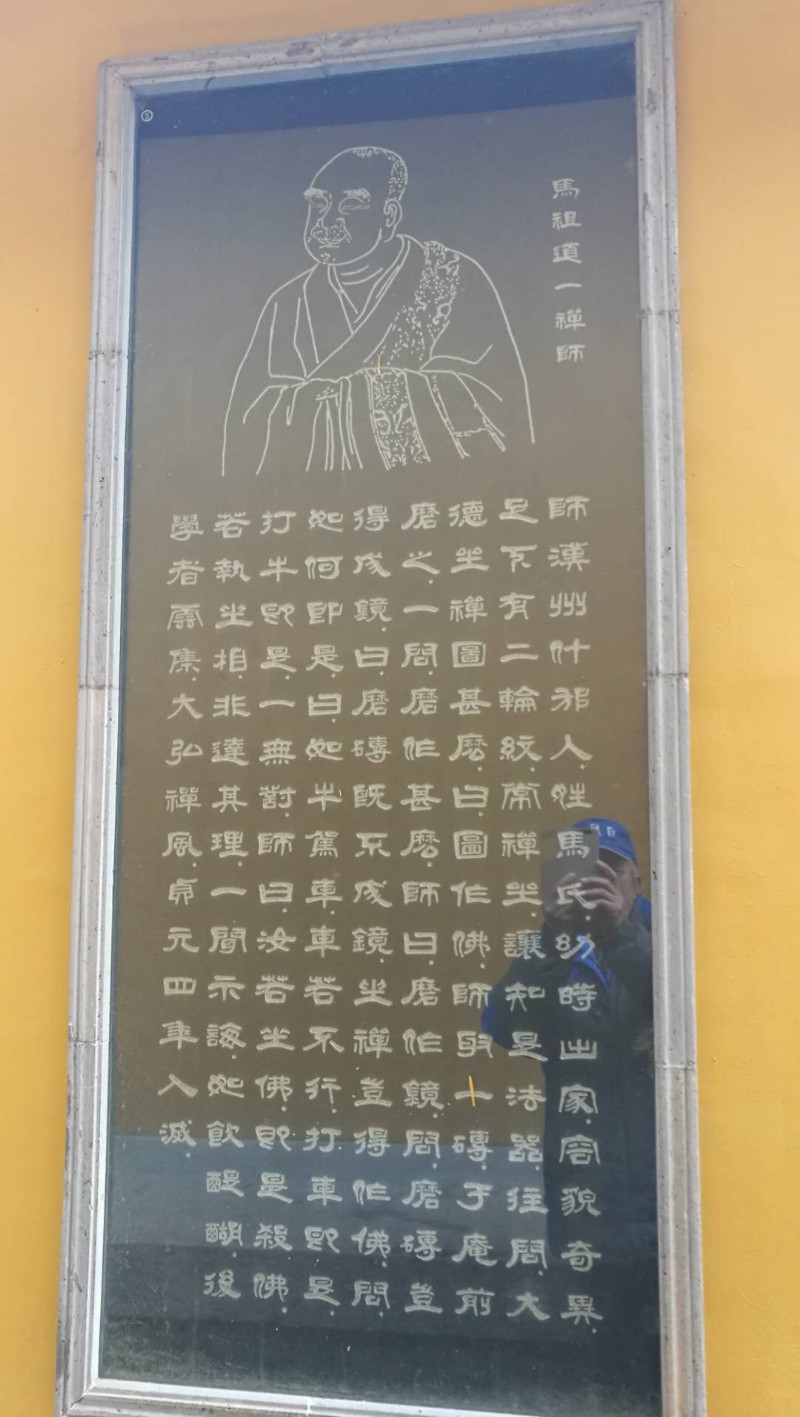 馬祖道一禪師
師漢州什邡人.姓馬氏.幼時出家.容貌奇異.
足下有二輪紋.常禪坐.讓知是法器.往問.大
德坐禪圖甚麽.曰.圖作佛.師取一磚.于庵前
磨之.一問.磨作甚麽.師曰.磨作鏡.問.磨磚豈
得成鏡.曰.磨磚既不成鏡.坐禪豈得作佛.問.
如何即是.曰.如牛駕車車若不行.打車即是.
打牛即是.一無對.師曰.汝若坐佛.即是殺佛.
若執坐相.非達其理.一聞示誨.如飲醍醐.後
學者雲集.大弘禪風.貞元四年入滅.